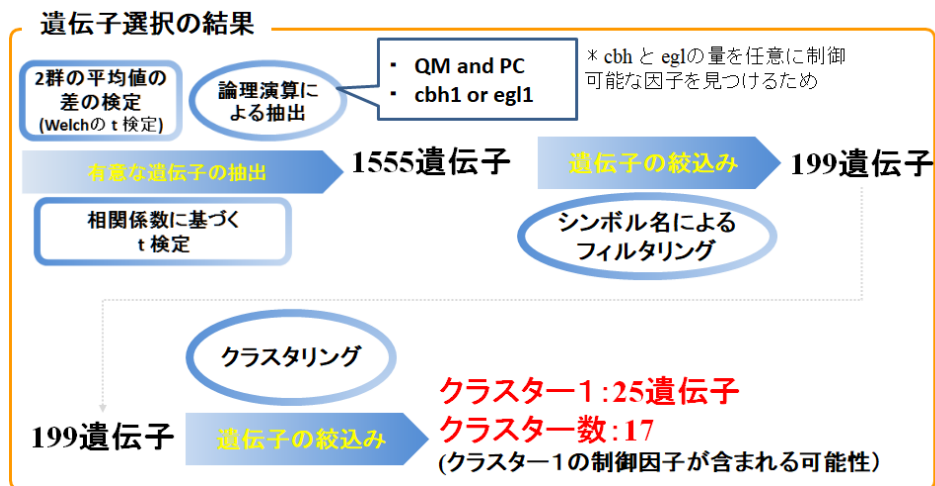 遺伝子選択の結果
2群の平均値の
差の検定
(Welchの t 検定)
論理演算に
よる抽出
・ QM and PC
・ cbh1 or egl1
* cbh と eglの量を任意に制御
可能な因子を見つけるため
有意な遺伝子の抽出
1555遺伝子
遺伝子の絞込み
199遺伝子
相関係数に基づく
t 検定
シンボル名による
フィルタリング
クラスタリング
199遺伝子
遺伝子の絞込み
クラスター1:25遺伝子
クラスター数:17
(クラスター1の制御因子が含まれる可能性)